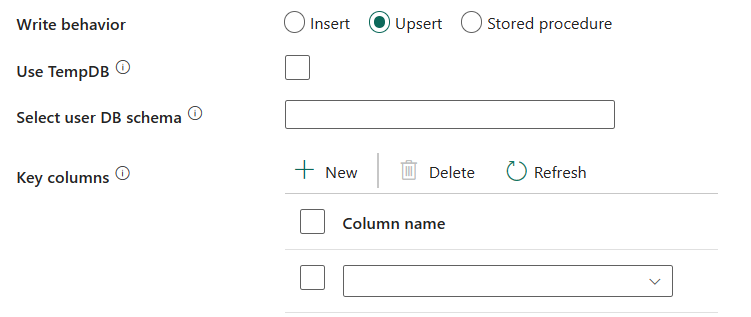 Write behavior Insert Upsert Stored procedure
Use TempDB
Select user DB schema
Key columns New Delete Refresh
Column name